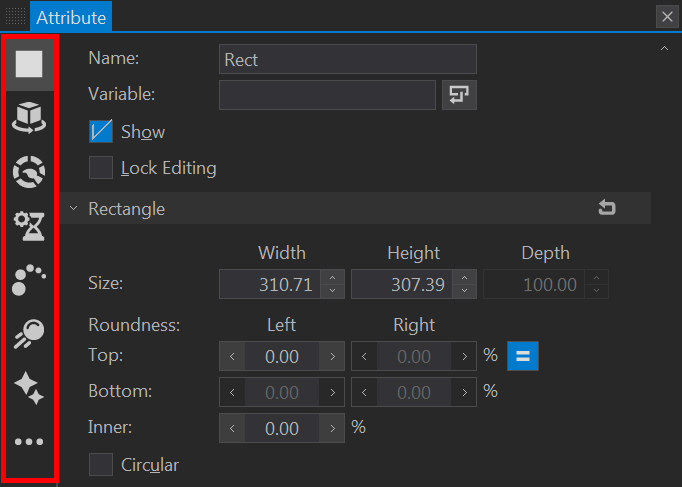 Attribute
Name: Rect
Variable:
Show
Lock Editing
Rectangle
Width Height Depth
Size: 310.71 307.39 100.00
Roundness: Left Right
Top: 0.00 0.00 %
Bottom: 0.00 0.00 %
Inner: 0.00 %
Circular